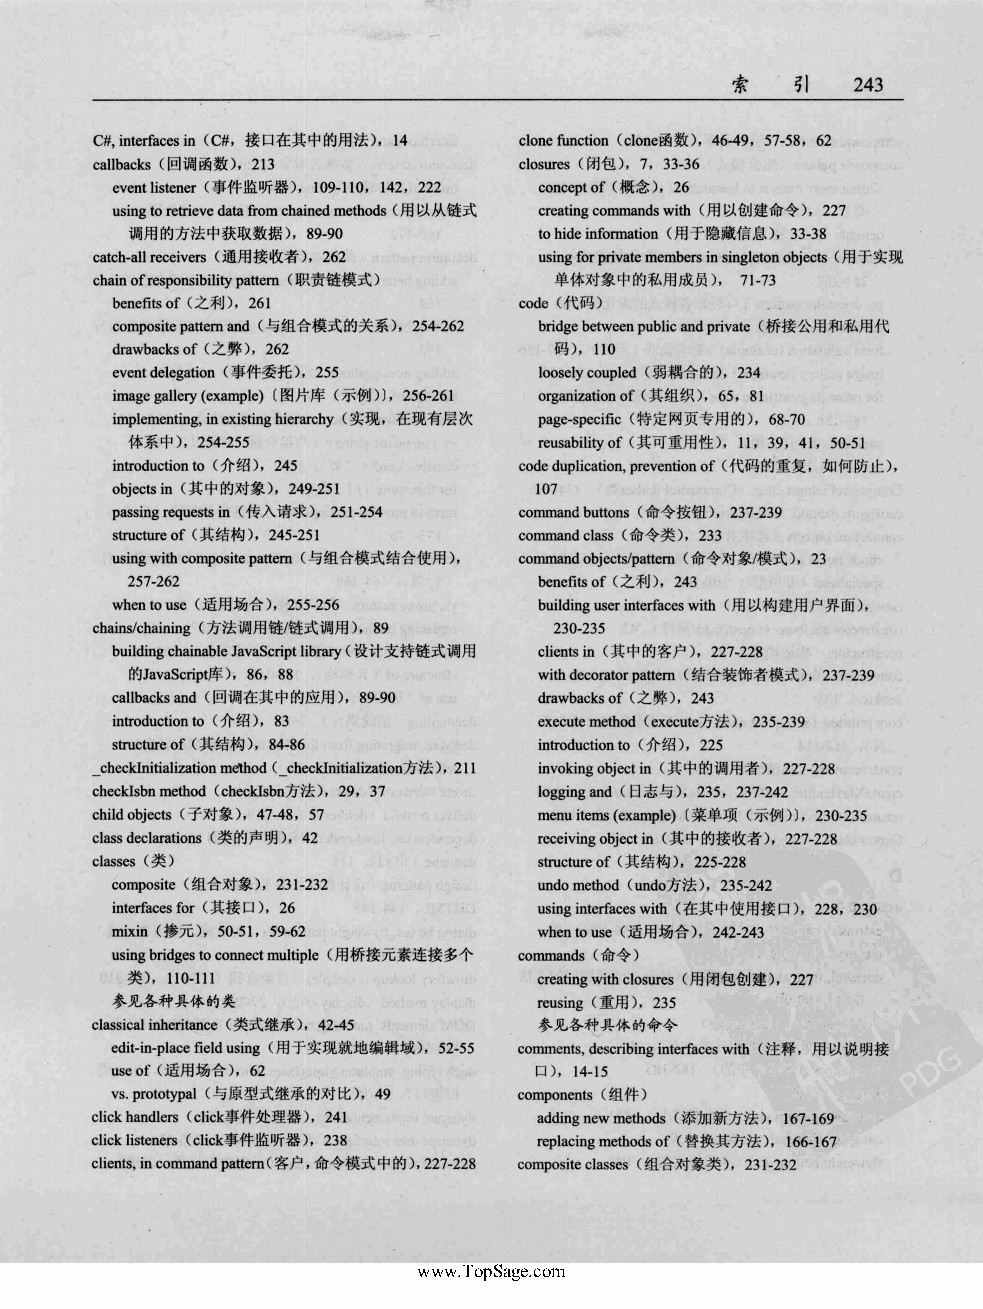 索 引 243
C#, interfaces in（C#，接口在其中的用法），14
callbacks（回调函数），213
event listener（事件监听器），109-110，142，222
using to retrieve data from chained methods（用以从链式
调用的方法中获取数据），89-90
catch-all receivers（通用接收者），262
chain of responsibility pattern（职责链模式）
benefits of（之利），261
composite pattern and（与组合模式的关系），254-262
drawbacks of（之弊），262
event delegation（事件委托），255
image gallery (example)〔图片库（示例）〕，256-261
implementing, in existing hierarchy（实现，在现有层次
体系中），254-255
introduction to（介绍），245
objects in（其中的对象），249-251
passing requests in（传入请求），251-254
structure of（其结构），245-251
using with composite pattern（与组合模式结合使用），
257-262
when to use（适用场合），255-256
chains/chaining（方法调用链/链式调用），89
building chainable JavaScript library（设计支持链式调用
的JavaScript库），86，88
callbacks and（回调在其中的应用），89-90
introduction to（介绍），83
structure of（其结构），84-86
_checkInitialization method（_checkInitialization方法），211
checkIsbn method（checkIsbn方法），29，37
child objects（子对象），47-48，57
class declarations（类的声明），42
classes（类）
composite（组合对象），231-232
interfaces for（其接口），26
mixin（掺元），50-51，59-62
using bridges to connect multiple（用桥接元素连接多个
类），110-111
参见各种具体的类
classical inheritance（类式继承），42-45
edit-in-place field using（用于实现就地编辑域），52-55
use of（适用场合），62
vs. prototypal（与原型式继承的对比），49
click handlers（click事件处理器），241
click listeners（click事件监听器），238
clients, in command pattern（客户，命令模式中的），227-228
clone function（clone函数），46-49，57-58，62
closures（闭包），7，33-36
concept of（概念），26
creating commands with（用以创建命令），227
to hide information（用于隐藏信息），33-38
using for private members in singleton objects（用于实现
单体对象中的私用成员），71-73
code（代码）
bridge between public and private（桥接公用和私用代
码），110
loosely coupled（弱耦合的），234
organization of（其组织），65，81
page-specific（特定网页专用的），68-70
reusability of（其可重用性），11，39，41，50-51
code duplication, prevention of（代码的重复，如何防止），
107
command buttons（命令按钮），237-239
command class（命令类），233
command objects/pattern（命令对象/模式），23
benefits of（之利），243
building user interfaces with（用以构建用户界面），
230-235
clients in（其中的客户），227-228
with decorator pattern（结合装饰者模式），237-239
drawbacks of（之弊），243
execute method（execute方法），235-239
introduction to（介绍），225
invoking object in（其中的调用者），227-228
logging and（日志与），235，237-242
menu items (example)〔菜单项（示例）〕，230-235
receiving object in（其中的接收者），227-228
structure of（其结构），225-228
undo method（undo方法），235-242
using interfaces with（在其中使用接口），228，230
when to use（适用场合），242-243
commands（命令）
creating with closures（用闭包创建），227
reusing（重用），235
参见各种具体的命令
comments, describing interfaces with（注释，用以说明接
口），14-15
components（组件）
adding new methods（添加新方法），167-169
replacing methods of（替换其方法），166-167
composite classes（组合对象类），231-232
PDG
www.TopSage.com